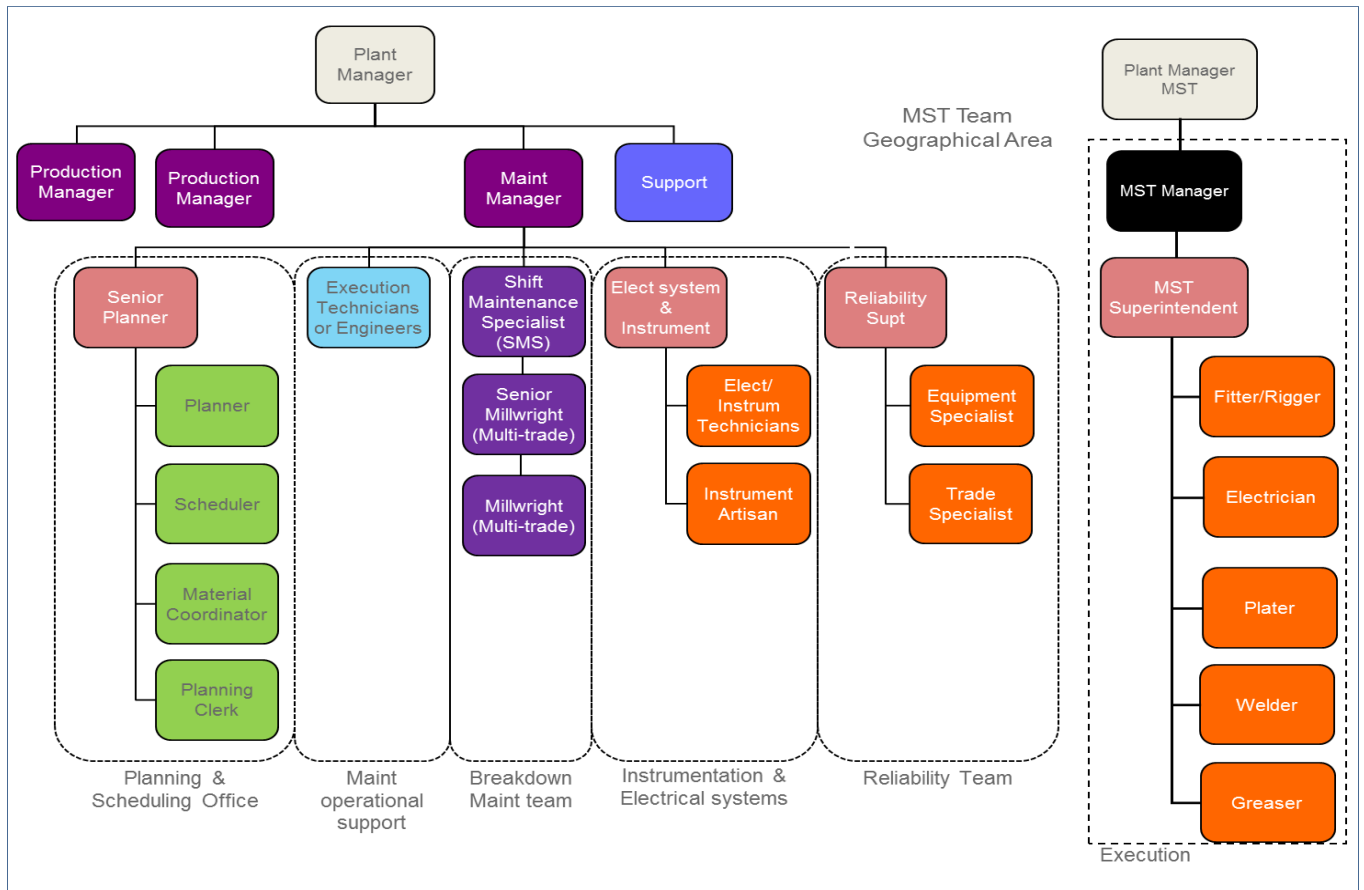 Plant
Manager
Plant Manager
MST
MST Team
Geographical Area
Production
Manager
Production
Manager
Maint
Manager
Support
MST Manager
Senior
Planner
Execution
Technicians
or Engineers
Shift
Maintenance
Specialist
(SMS)
Elect system
&
Instrument
Reliability
Supt
MST
Superintendent
Planner
Senior
Millwright
(Multi-trade)
Elect/
Instrum
Technicians
Equipment
Specialist
Fitter/Rigger
Scheduler
Millwright
(Multi-trade)
Instrument
Artisan
Trade
Specialist
Electrician
Material
Coordinator
Plater
Planning
Clerk
Welder
Greaser
Planning &
Scheduling Office
Maint
operational
support
Breakdown
Maint team
Instrumentation &
Electrical systems
Reliability Team
Execution